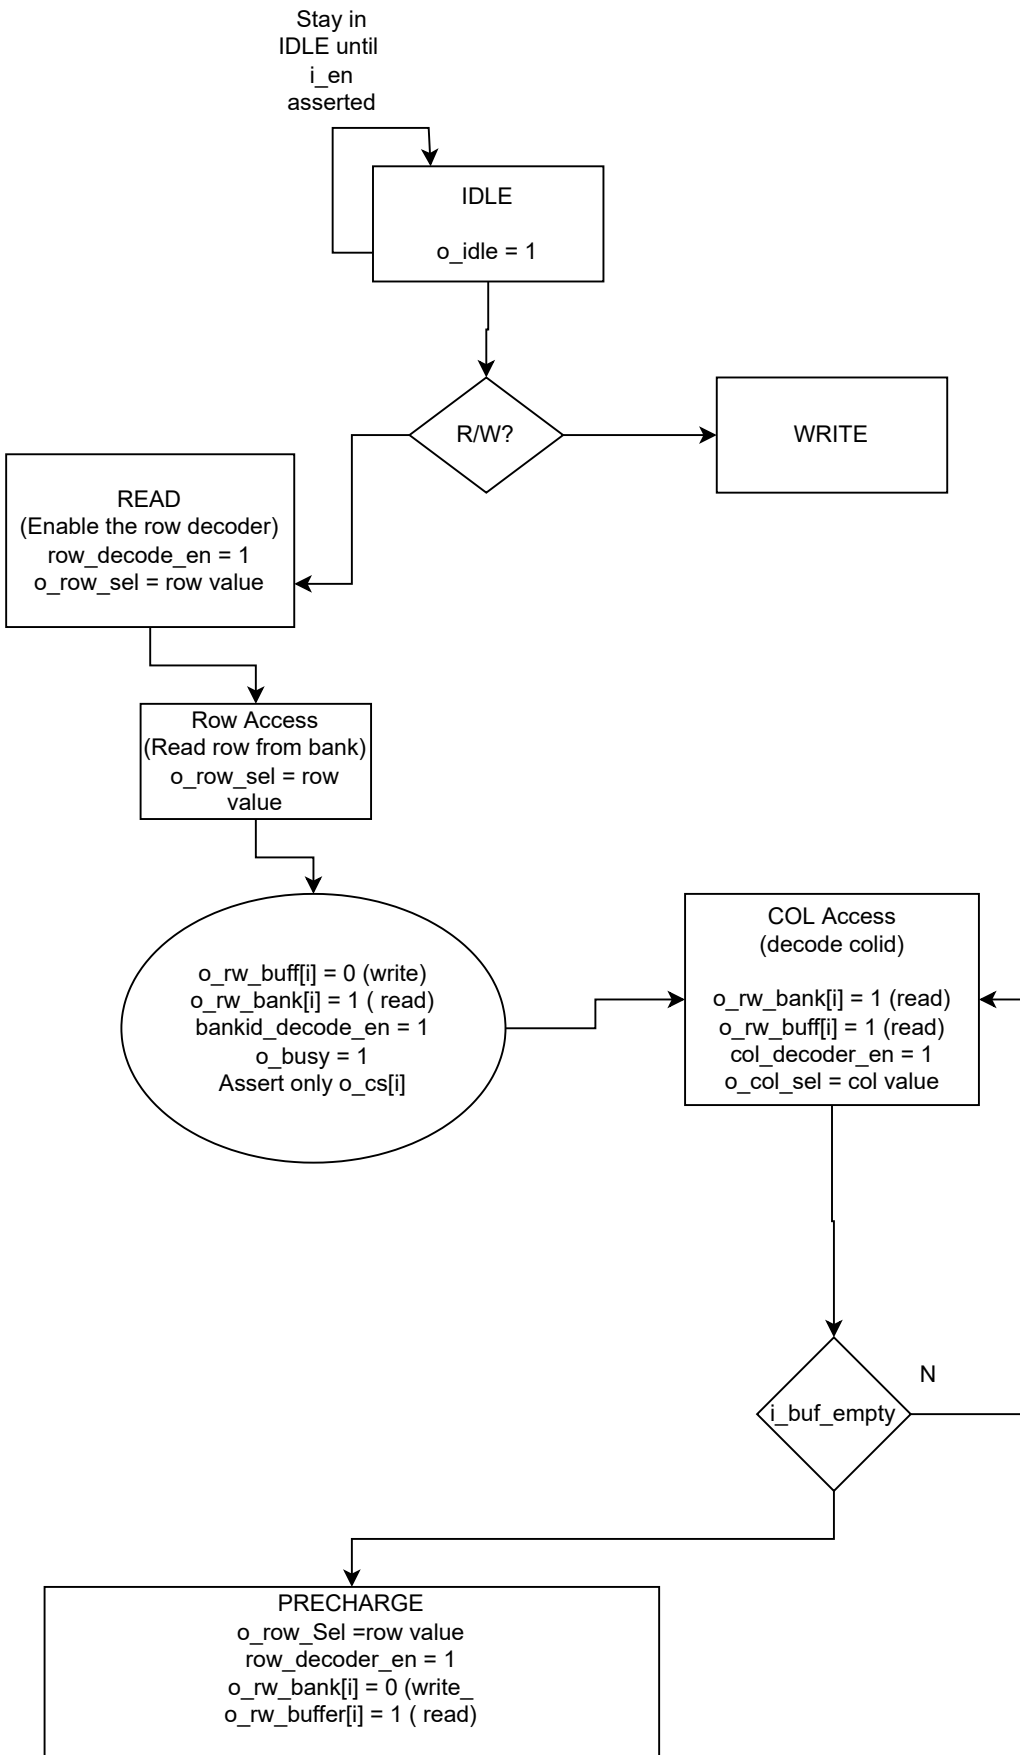 Stay in
IDLE until
i_en
asserted
IDLE
o_idle = 1
R/W?
WRITE
READ
(Enable the row decoder)
row_decode_en = 1
o_row_sel = row value
Row Access
(Read row from bank)
o_row_sel = row
value
o_rw_buff[i] = 0 (write)
o_rw_bank[i] = 1 ( read)
bankid_decode_en = 1
o_busy = 1
Assert only o_cs[i]
COL Access
(decode colid)
o_rw_bank[i] = 1 (read)
o_rw_buff[i] = 1 (read)
col_decoder_en = 1
o_col_sel = col value
N
i_buf_empty
PRECHARGE
o_row_Sel =row value
row_decoder_en = 1
o_rw_bank[i] = 0 (write_
o_rw_buffer[i] = 1 ( read)